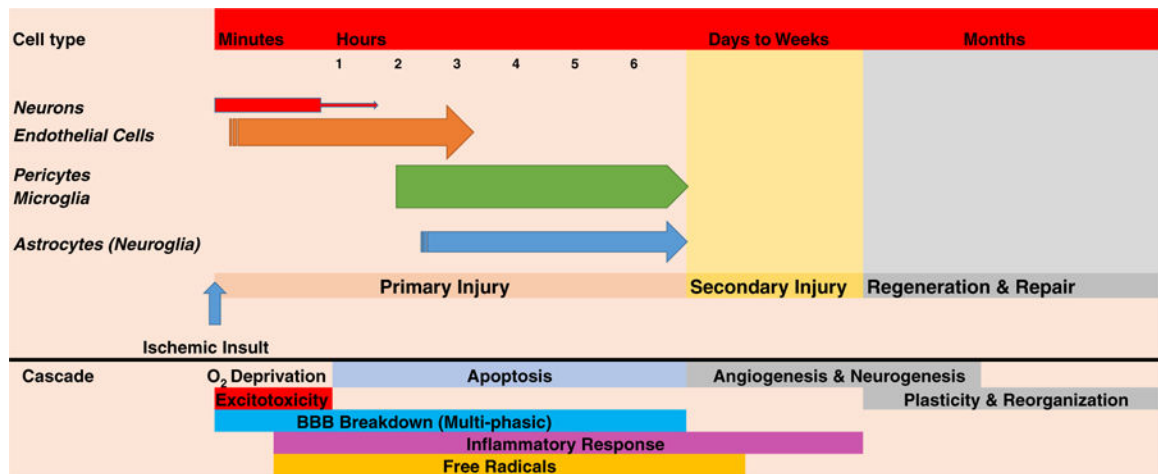 Cell type Minutes Hours Days to Weeks Months
1 2 3 4 5 6
Neurons
Endothelial Cells
Pericytes
Microglia
Astrocytes (Neuroglia)
Primary Injury Secondary Injury Regeneration & Repair
Ischemic Insult
Cascade O2 Deprivation Apoptosis Angiogenesis & Neurogenesis
Excitotoxicity Plasticity & Reorganization
BBB Breakdown (Multi-phasic)
Inflammatory Response
Free Radicals